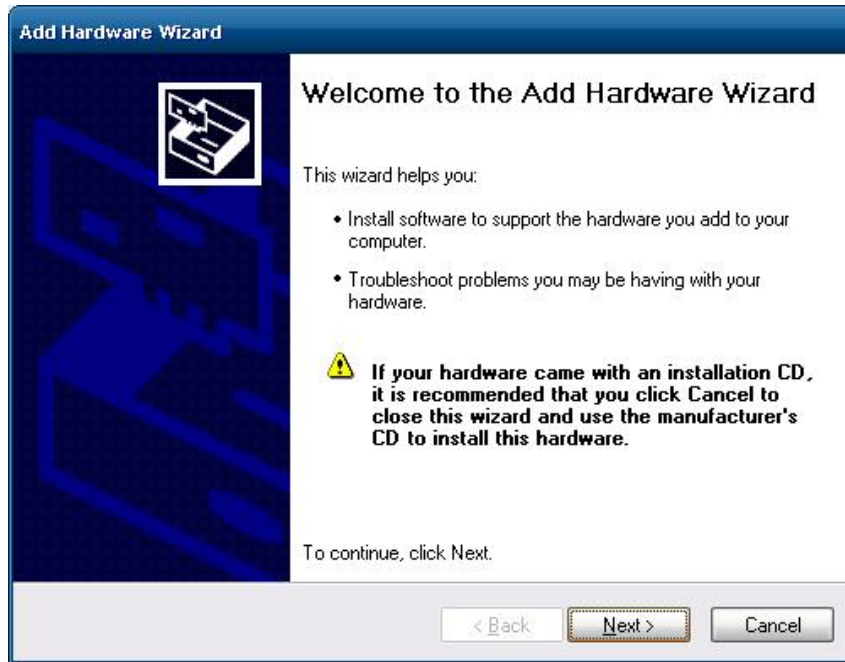 Add Hardware Wizard
Welcome to the Add Hardware Wizard
This wizard helps you:
• Install software to support the hardware you add to your
computer.
• Troubleshoot problems you may be having with your
hardware.
If your hardware came with an installation CD,
it is recommended that you click Cancel to
close this wizard and use the manufacturer's
CD to install this hardware.
To continue, click Next.
< Back
Next >
Cancel